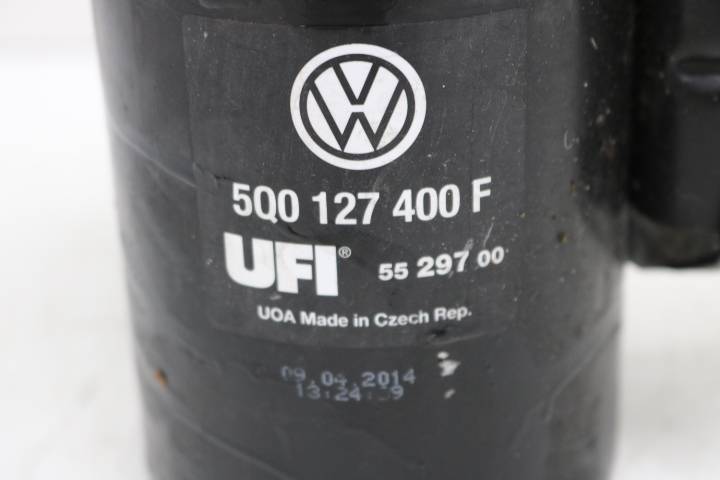 5Q0 127 400 F
UFI® 55 297 00
UOA Made in Czech Rep.
09.04.2014